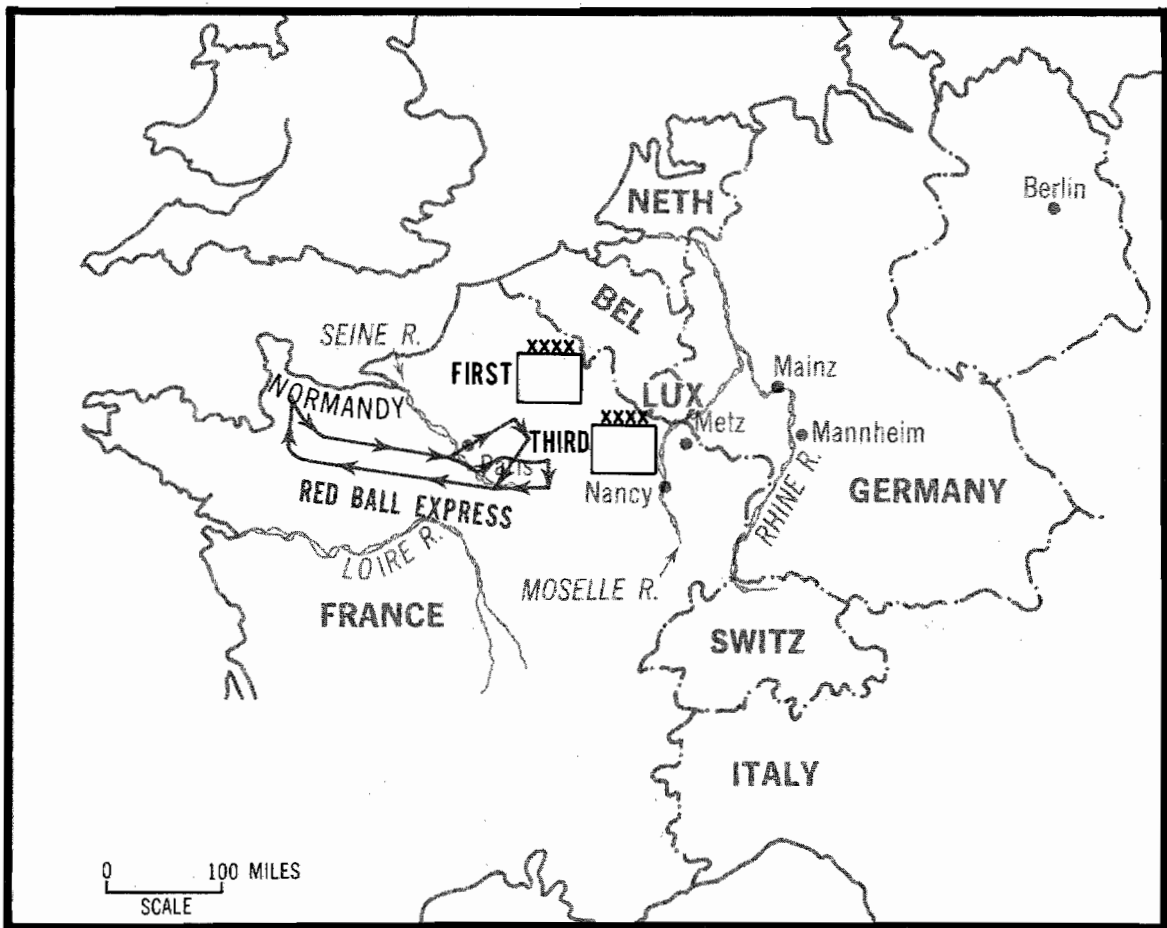 Berlin
NETH
BEL
SEINE R.
XXXX
FIRST
Mainz
LUX
NORMANDY
XXXX
Metz
THIRD
Mannheim
Paris
Nancy
RED BALL EXPRESS
RHINE R.
GERMANY
LOIRE R.
MOSELLE R.
FRANCE
SWITZ
ITALY
0 100 MILES
SCALE